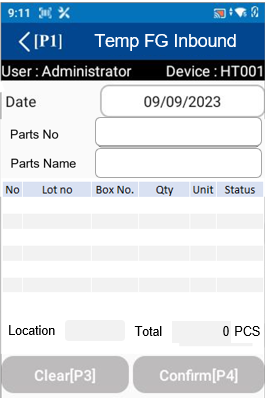 9:11
[P1] Temp FG Inbound
User : Administrator Device : HT001
Date 09/09/2023
Parts No
Parts Name
No Lot no Box No. Qty Unit Status
Location Total 0 PCS
Clear[P3] Confirm[P4]